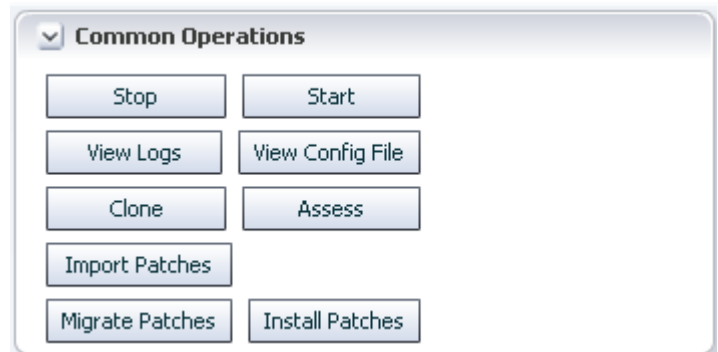 Common Operations
Stop Start
View Logs View Config File
Clone Assess
Import Patches
Migrate Patches Install Patches